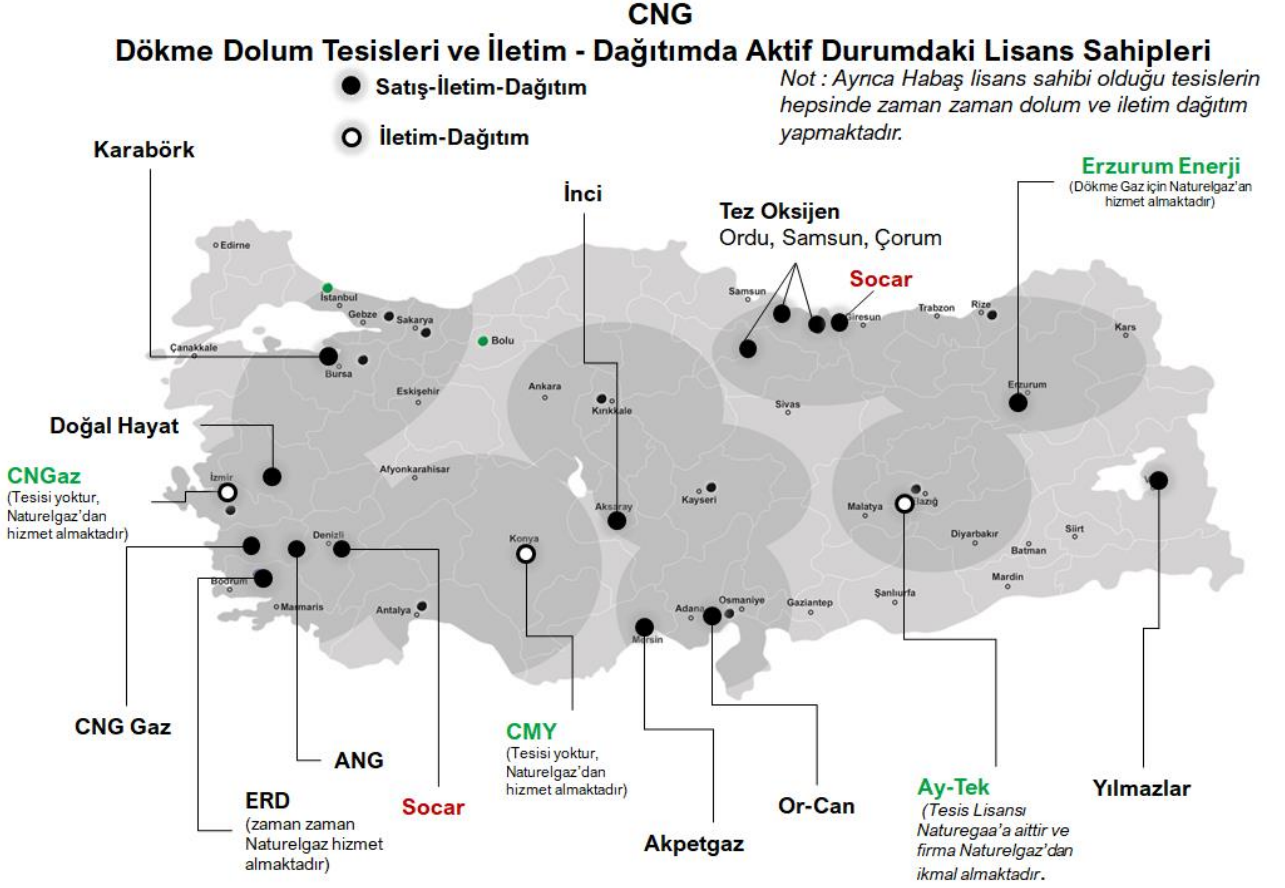 CNG
Dökme Dolum Tesisleri ve İletim - Dağıtımda Aktif Durumdaki Lisans Sahipleri
Satış-İletim-Dağıtım
İletim-Dağıtım
Not : Ayrıca Habaş lisans sahibi olduğu tesislerin
hepsinde zaman zaman dolum ve iletim dağıtım
yapmaktadır.
Karabörk
İnci
Tez Oksijen
Ordu, Samsun, Çorum
Socar
Erzurum Enerji
(Dökme Gaz için Naturelgaz'an
hizmet almaktadır)
Edirne
İstanbul
Gebze
Sakarya
Bolu
Samsun
Giresun
Trabzon
Rize
Kars
Çanakkale
Bursa
Eskişehir
Ankara
Kırıkkale
Sivas
Erzurum
Doğal Hayat
CNGaz
(Tesisi yoktur,
Naturelgaz'dan
hizmet almaktadır)
İzmir
Afyonkarahisar
Aksaray
Kayseri
Malatya
Elazığ
Diyarbakır
Batman
Siirt
Mardin
Denizli
Konya
Bodrum
Marmaris
Antalya
Adana
Osmaniye
Gaziantep
Şanlıurfa
Mersin
CNG Gaz
ANG
ERD
(zaman zaman
Naturelgaz hizmet
almaktadır)
Socar
CMY
(Tesisi yoktur,
Naturelgaz'dan
hizmet almaktadır)
Akpetgaz
Or-Can
Ay-Tek
(Tesis Lisansı
Naturegaa'a aittir ve
firma Naturelgaz'dan
ikmal almaktadır.
Yılmazlar